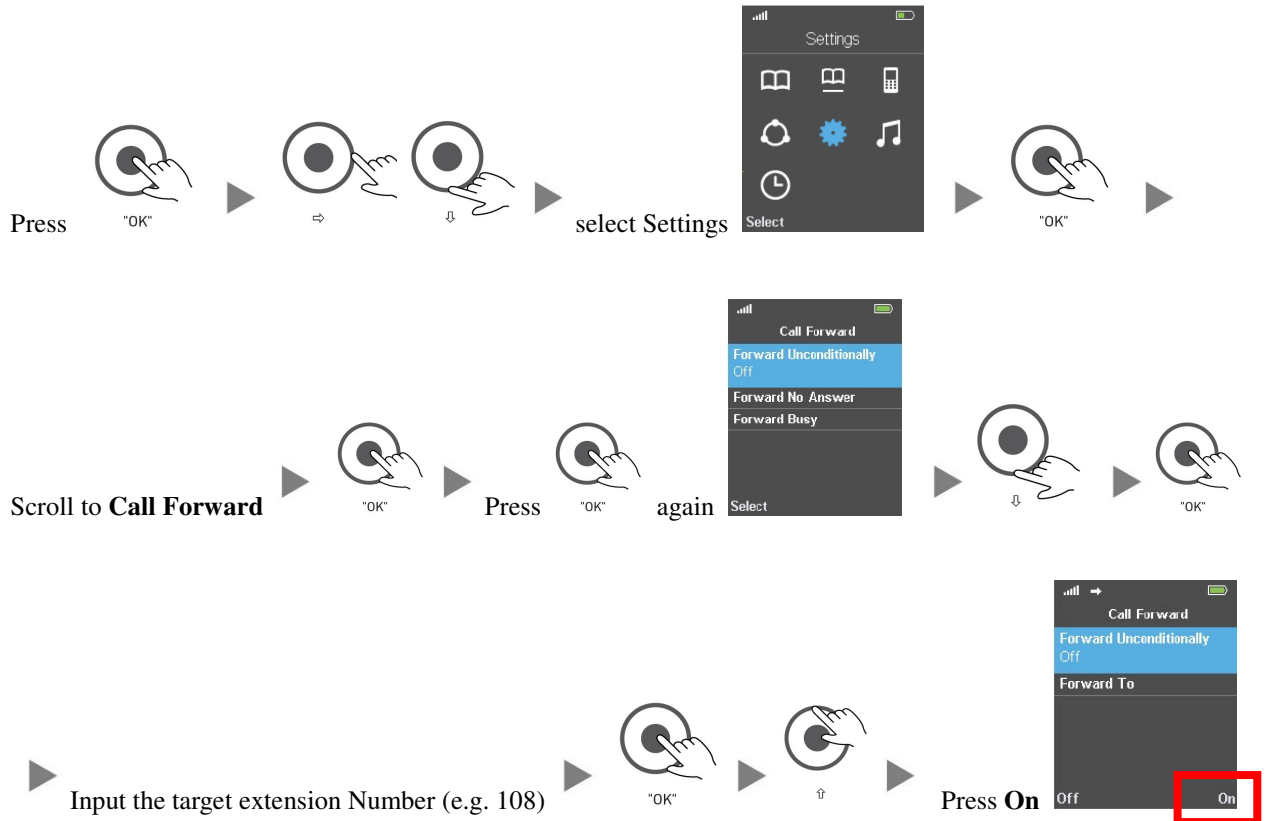 Settings
Select
Press "OK" ⇨ ⇩ select Settings "OK"
Call Forward
Forward Unconditionally
Off
Forward No Answer
Forward Busy
Select
Scroll to Call Forward "OK" Press "OK" again ⇩ "OK"
Call Forward
Forward Unconditionally
Off
Forward To
Off On
Input the target extension Number (e.g. 108) "OK" ⇧ Press On